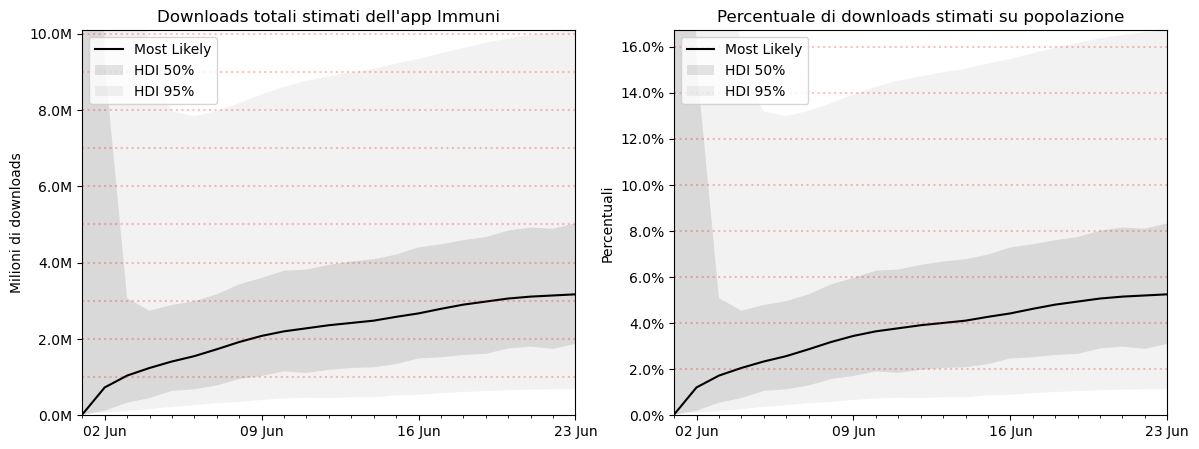 Downloads totali stimati dell'app Immuni
10.0M
8.0M
6.0M
4.0M
2.0M
0.0M
Milioni di downloads
Most Likely
HDI 50%
HDI 95%
02 Jun
09 Jun
16 Jun
23 Jun
Percentuale di downloads stimati su popolazione
16.0%
14.0%
12.0%
10.0%
8.0%
6.0%
4.0%
2.0%
0.0%
Percentuali
Most Likely
HDI 50%
HDI 95%
02 Jun
09 Jun
16 Jun
23 Jun